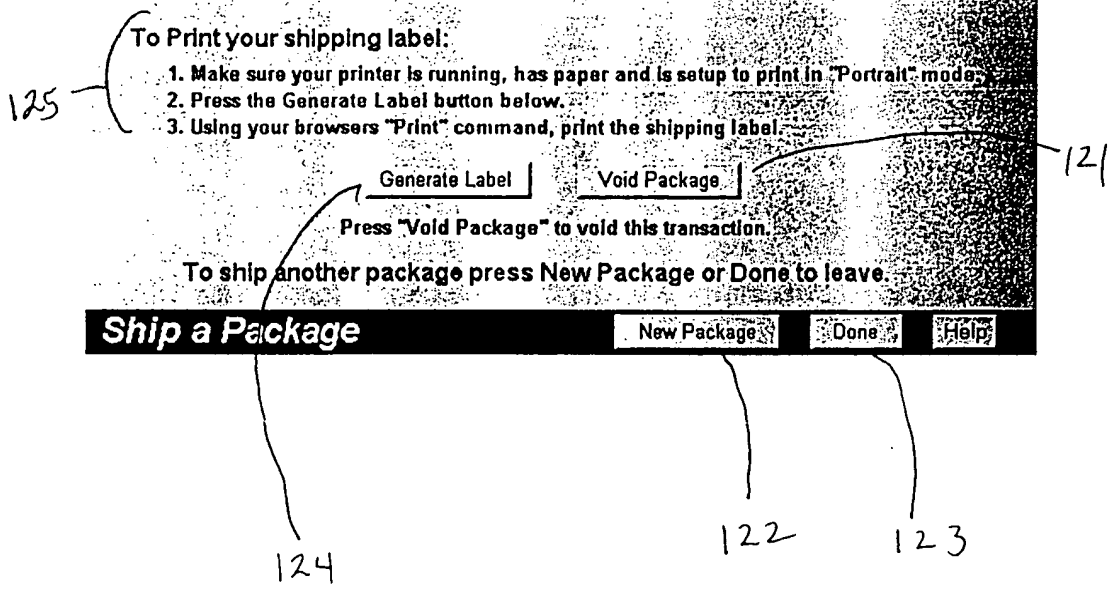 To Print your shipping label:
1. Make sure your printer is running, has paper and is setup to print in "Portrait" mode.
2. Press the Generate Label button below.
3. Using your browsers "Print" command, print the shipping label.
125
121
Generate Label Void Package
Press "Void Package" to void this transaction.
To ship another package press New Package or Done to leave.
Ship a Package New Package Done Help
122 123
124